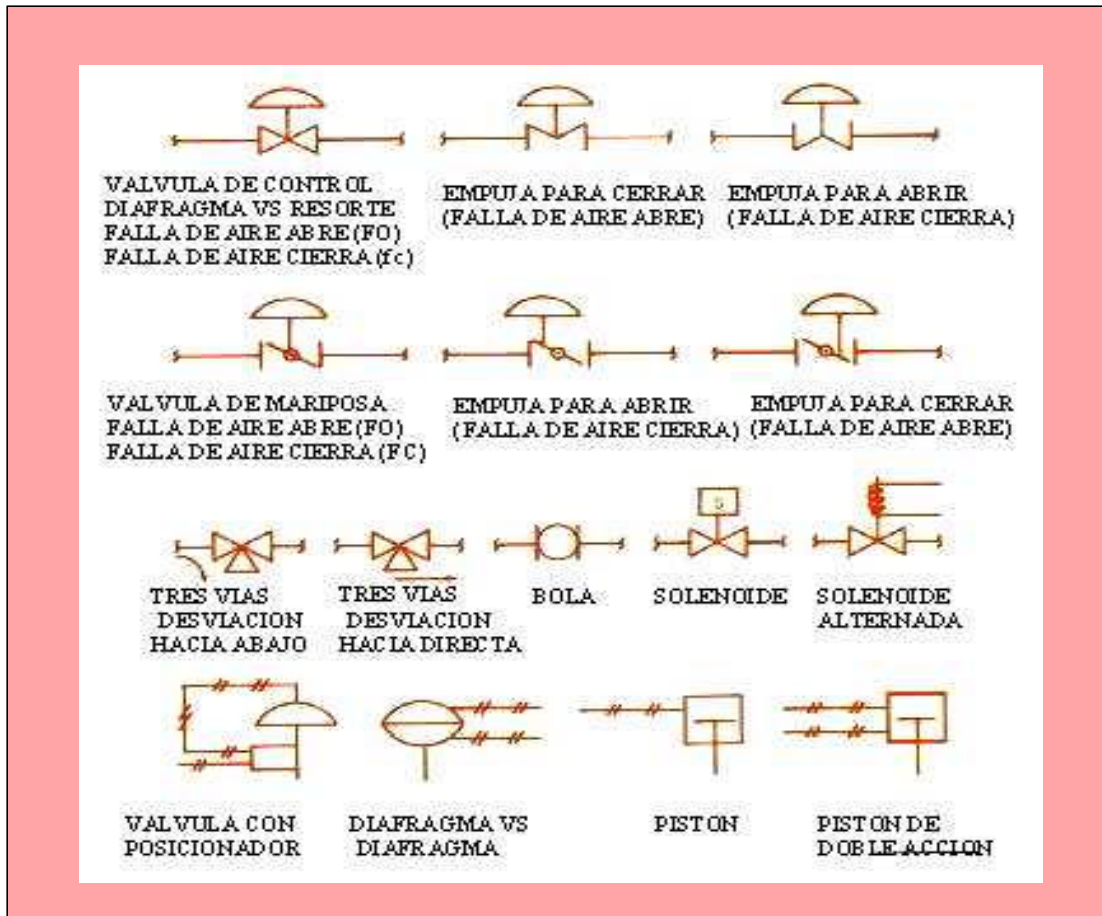 VALVULA DE CONTROL
DIAFRAGMA VS RESORTE
FALLA DE AIRE ABRE (FO)
FALLA DE AIRE CIERRA (fc)
EMPUJA PARA CERRAR
(FALLA DE AIRE ABRE)
EMPUJA PARA ABRIR
(FALLA DE AIRE CIERRA)
VALVULA DE MARIPOSA
FALLA DE AIRE ABRE (FO)
FALLA DE AIRE CIERRA (FC)
EMPUJA PARA ABRIR
(FALLA DE AIRE CIERRA)
EMPUJA PARA CERRAR
(FALLA DE AIRE ABRE)
S
TRES VIAS
DESVIACION
HACIA ABAJO
TRES VIAS
DESVIACION
HACIA DIRECTA
BOLA
SOLENOIDE
SOLENOIDE
ALTERNADA
VALVULA CON
POSICIONADOR
DIAFRAGMA VS
DIAFRAGMA
PISTON
PISTON DE
DOBLE ACCION